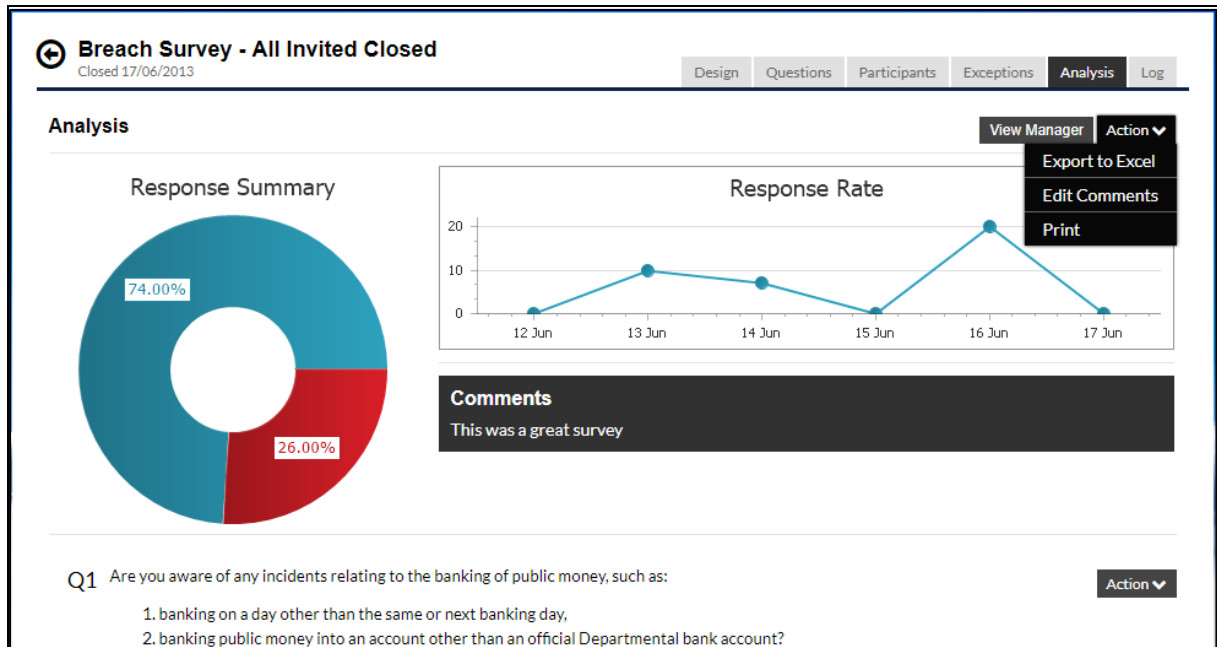 Breach Survey - All Invited Closed
Closed 17/06/2013
Design Questions Participants Exceptions Analysis Log
Analysis
View Manager Action
Export to Excel
Edit Comments
Print
Response Summary
74.00%
26.00%
Response Rate
20
10
0
12 Jun 13 Jun 14 Jun 15 Jun 16 Jun 17 Jun
Comments
This was a great survey
Q1 Are you aware of any incidents relating to the banking of public money, such as:
Action
1. banking on a day other than the same or next banking day,
2. banking public money into an account other than an official Departmental bank account?